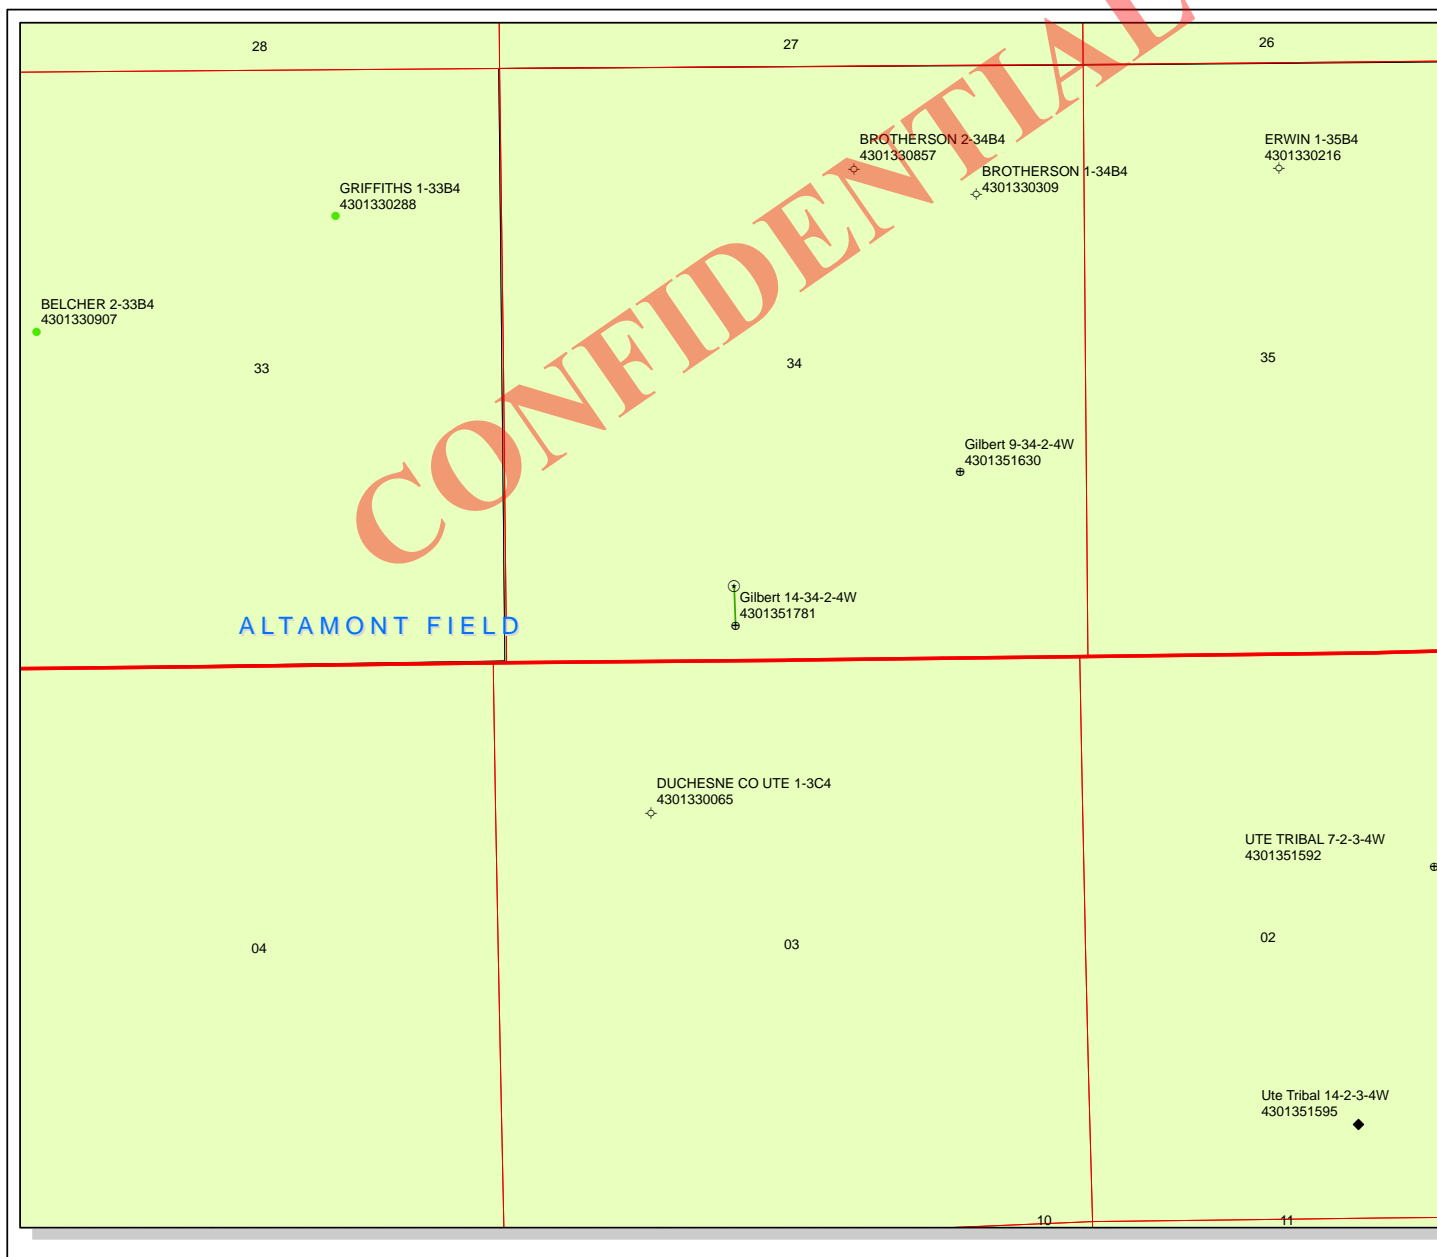 28
27
26
CONFIDENTIAL
BROTHERSON 2-34B4
4301330857
BROTHERSON 1-34B4
4301330309
ERWIN 1-35B4
4301330216
GRIFFITHS 1-33B4
4301330288
BELCHER 2-33B4
4301330907
33
34
35
Gilbert 9-34-2-4W
4301351630
Gilbert 14-34-2-4W
4301351781
ALTAMONT FIELD
DUCHESNE CO UTE 1-3C4
4301330065
UTE TRIBAL 7-2-3-4W
4301351592
04
03
02
Ute Tribal 14-2-3-4W
4301351595
10
11